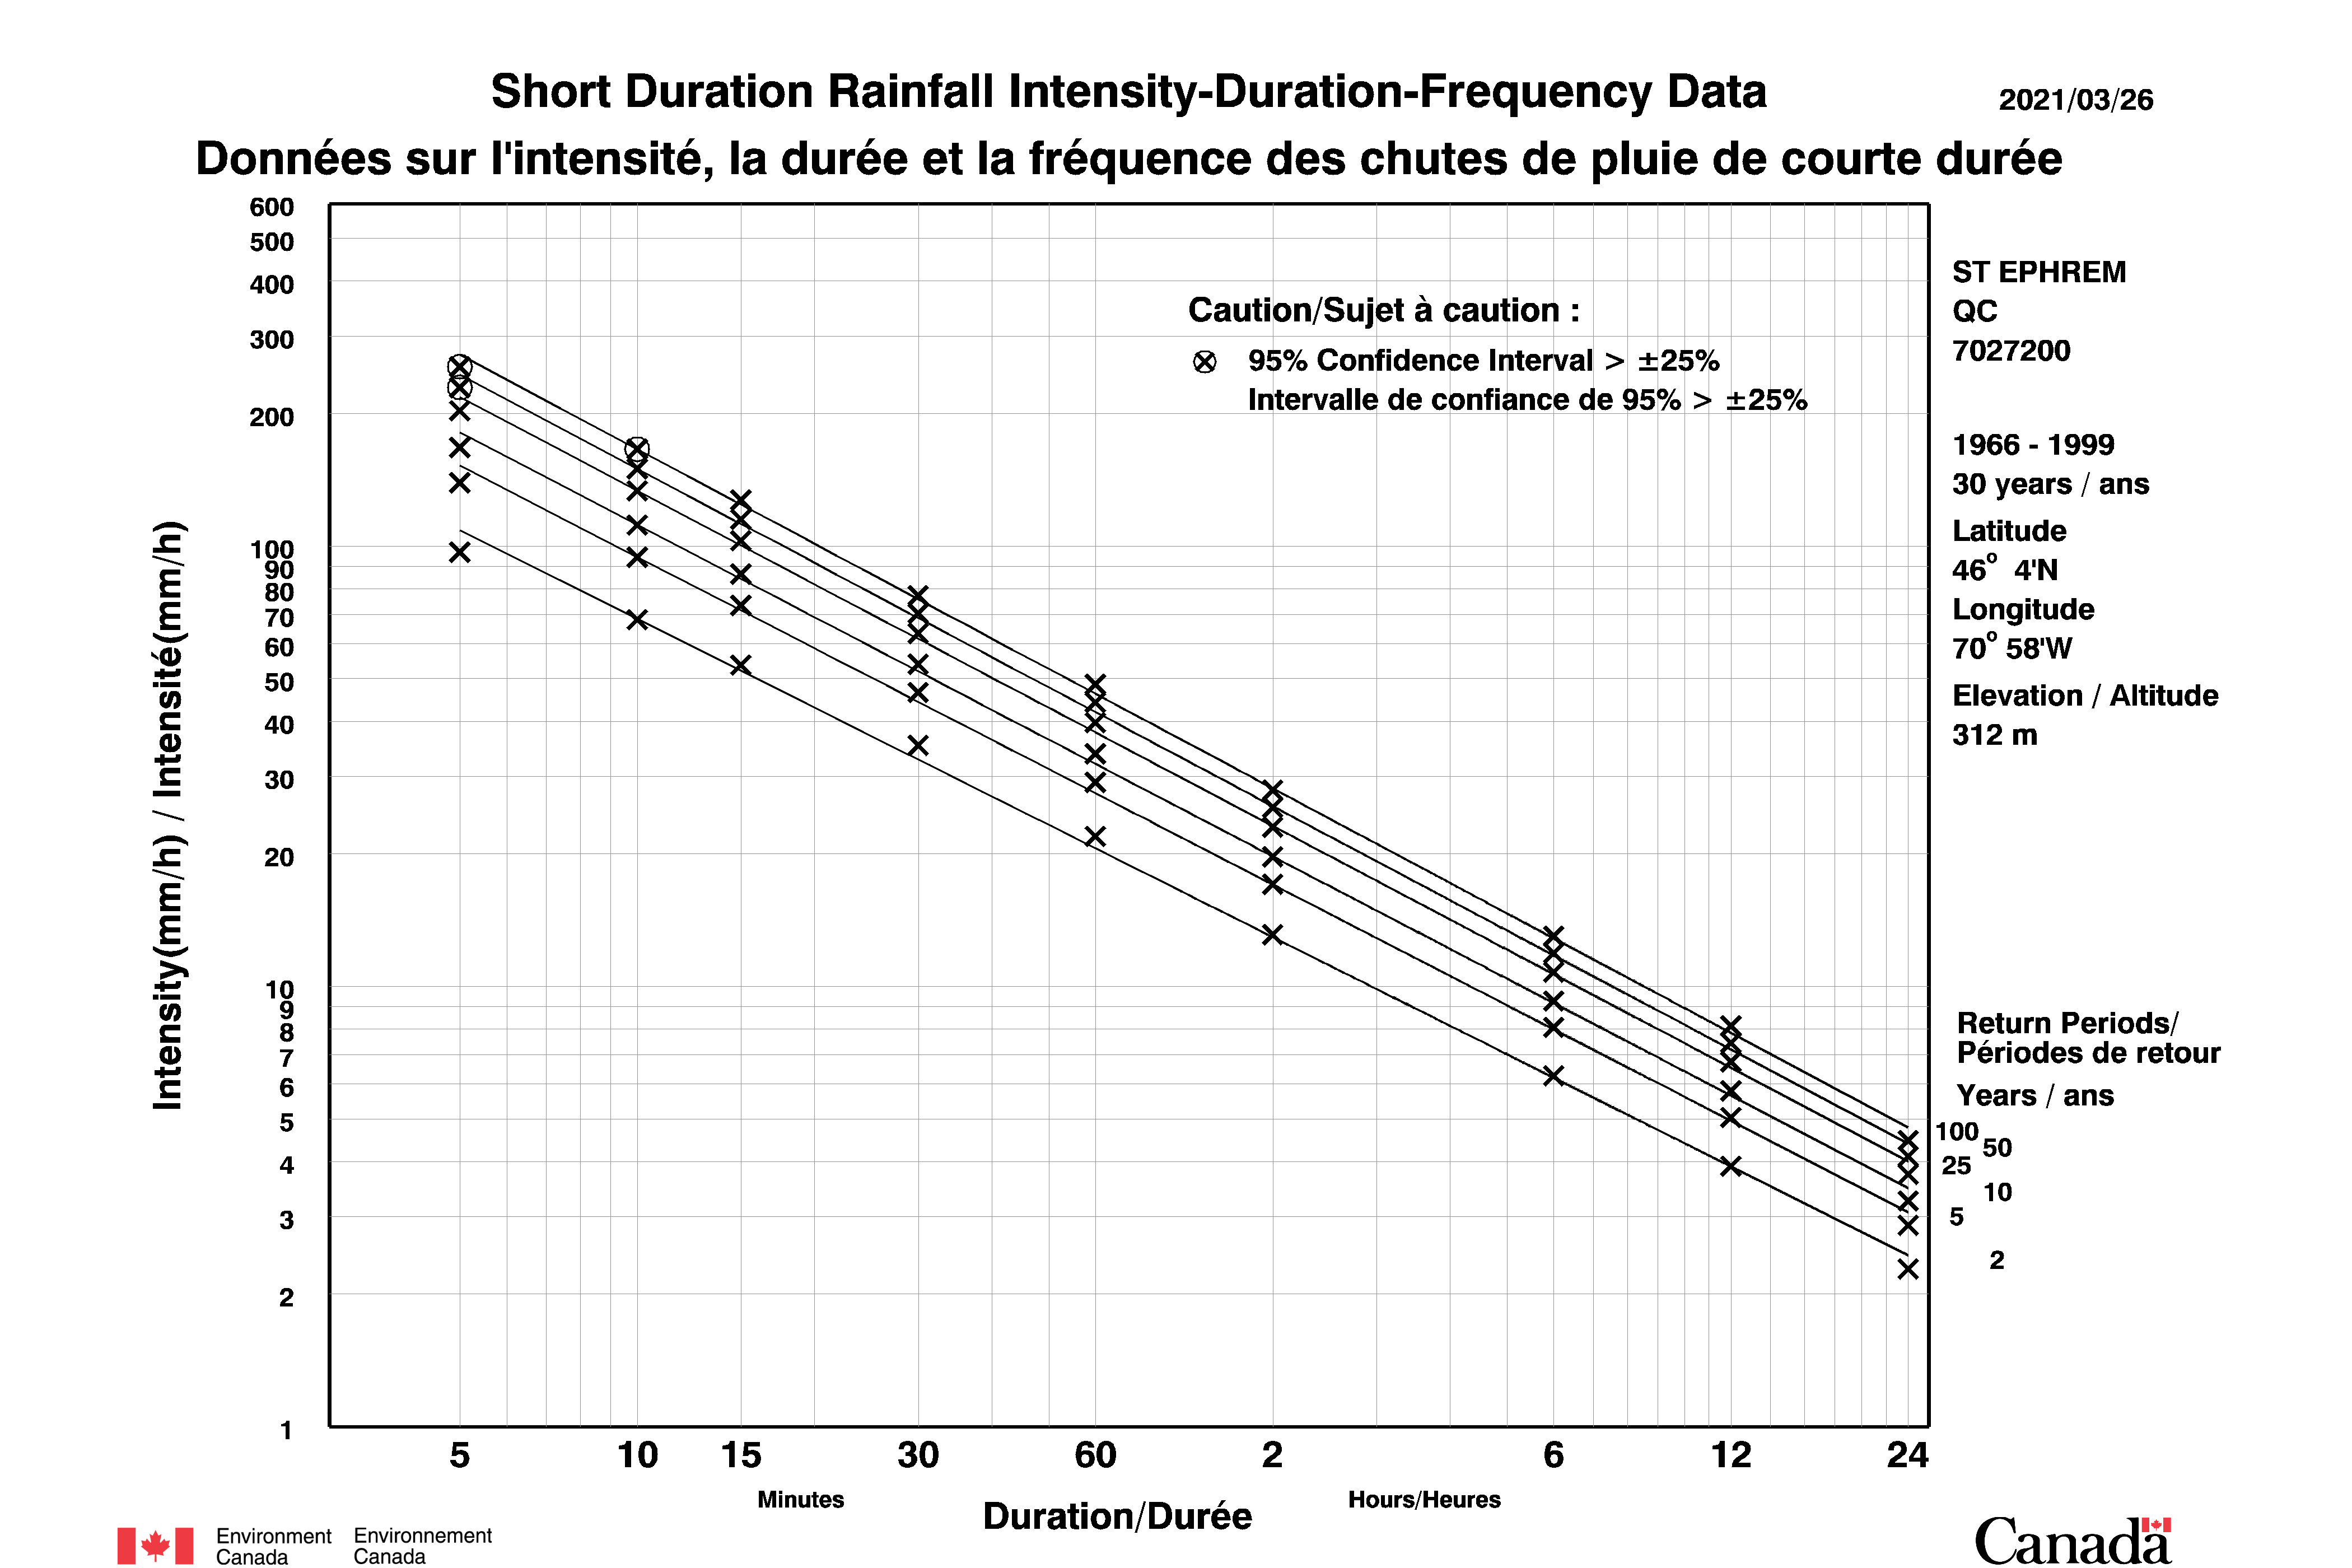 Short Duration Rainfall Intensity-Duration-Frequency Data
2021/03/26
Données sur l'intensité, la durée et la fréquence des chutes de pluie de courte durée
600
500
400
300
200
100
90
80
70
60
50
40
30
20
10
9
8
7
6
5
4
3
2
1
Intensity(mm/h) / Intensité(mm/h)
Caution/Sujet à caution :
95% Confidence Interval > ±25%
Intervalle de confiance de 95% > ±25%
ST EPHREM
QC
7027200
1966 - 1999
30 years / ans
Latitude
46° 4'N
Longitude
70° 58'W
Elevation / Altitude
312 m
Return Periods/
Périodes de retour
Years / ans
100
50
25
10
5
2
5 10 15 30 60 2 6 12 24
Minutes
Hours/Heures
Duration/Durée
Environment
Canada
Environnement
Canada
Canada